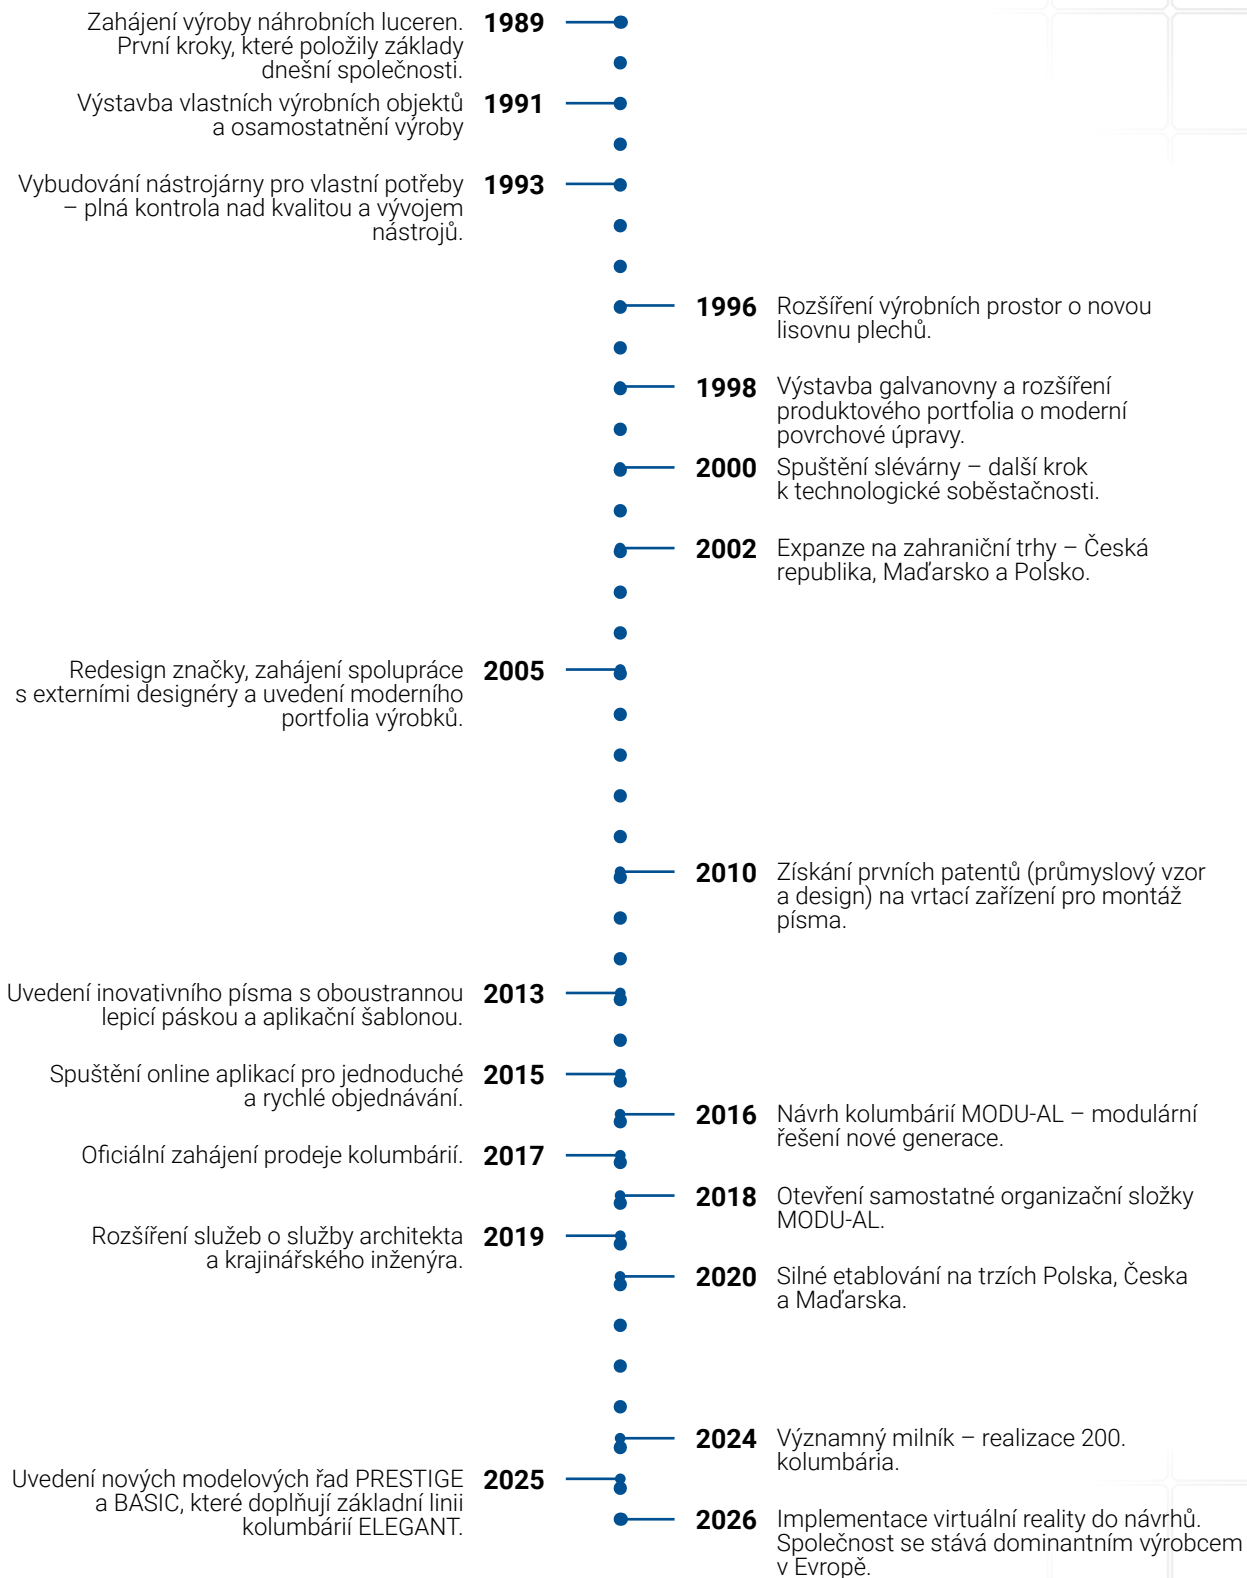 1989
Zahájení výroby náhrobních luceren.
První kroky, které položily základy
dnešní společnosti.
1991
Výstavba vlastních výrobních objektů
a osamostatnění výroby
1993
Vybudování nástrojárny pro vlastní potřeby
– plná kontrola nad kvalitou a vývojem
nástrojů.
1996
Rozšíření výrobních prostor o novou
lisovnu plechů.
1998
Výstavba galvanovny a rozšíření
produktového portfolia o moderní
povrchové úpravy.
2000
Spuštění slévárny – další krok
k technologické soběstačnosti.
2002
Expanze na zahraniční trhy – Česká
republika, Maďarsko a Polsko.
2005
Redesign značky, zahájení spolupráce
s externími designéry a uvedení moderního
portfolia výrobků.
2010
Získání prvních patentů (průmyslový vzor
a design) na vrtací zařízení pro montáž
písma.
2013
Uvedení inovativního písma s oboustrannou
lepicí páskou a aplikační šablonou.
2015
Spuštění online aplikací pro jednoduché
a rychlé objednávání.
2016
Návrh kolumbárií MODU-AL – modulární
řešení nové generace.
2017
Oficiální zahájení prodeje kolumbárií.
2018
Otevření samostatné organizační složky
MODU-AL.
2019
Rozšíření služeb o služby architekta
a krajinářského inženýra.
2020
Silné etablování na trzích Polska, Česka
a Maďarska.
2024
Významný milník – realizace 200.
kolumbária.
2025
Uvedení nových modelových řad PRESTIGE
a BASIC, které doplňují základní linii
kolumbárií ELEGANT.
2026
Implementace virtuální reality do návrhů.
Společnost se stává dominantním výrobcem
v Evropě.